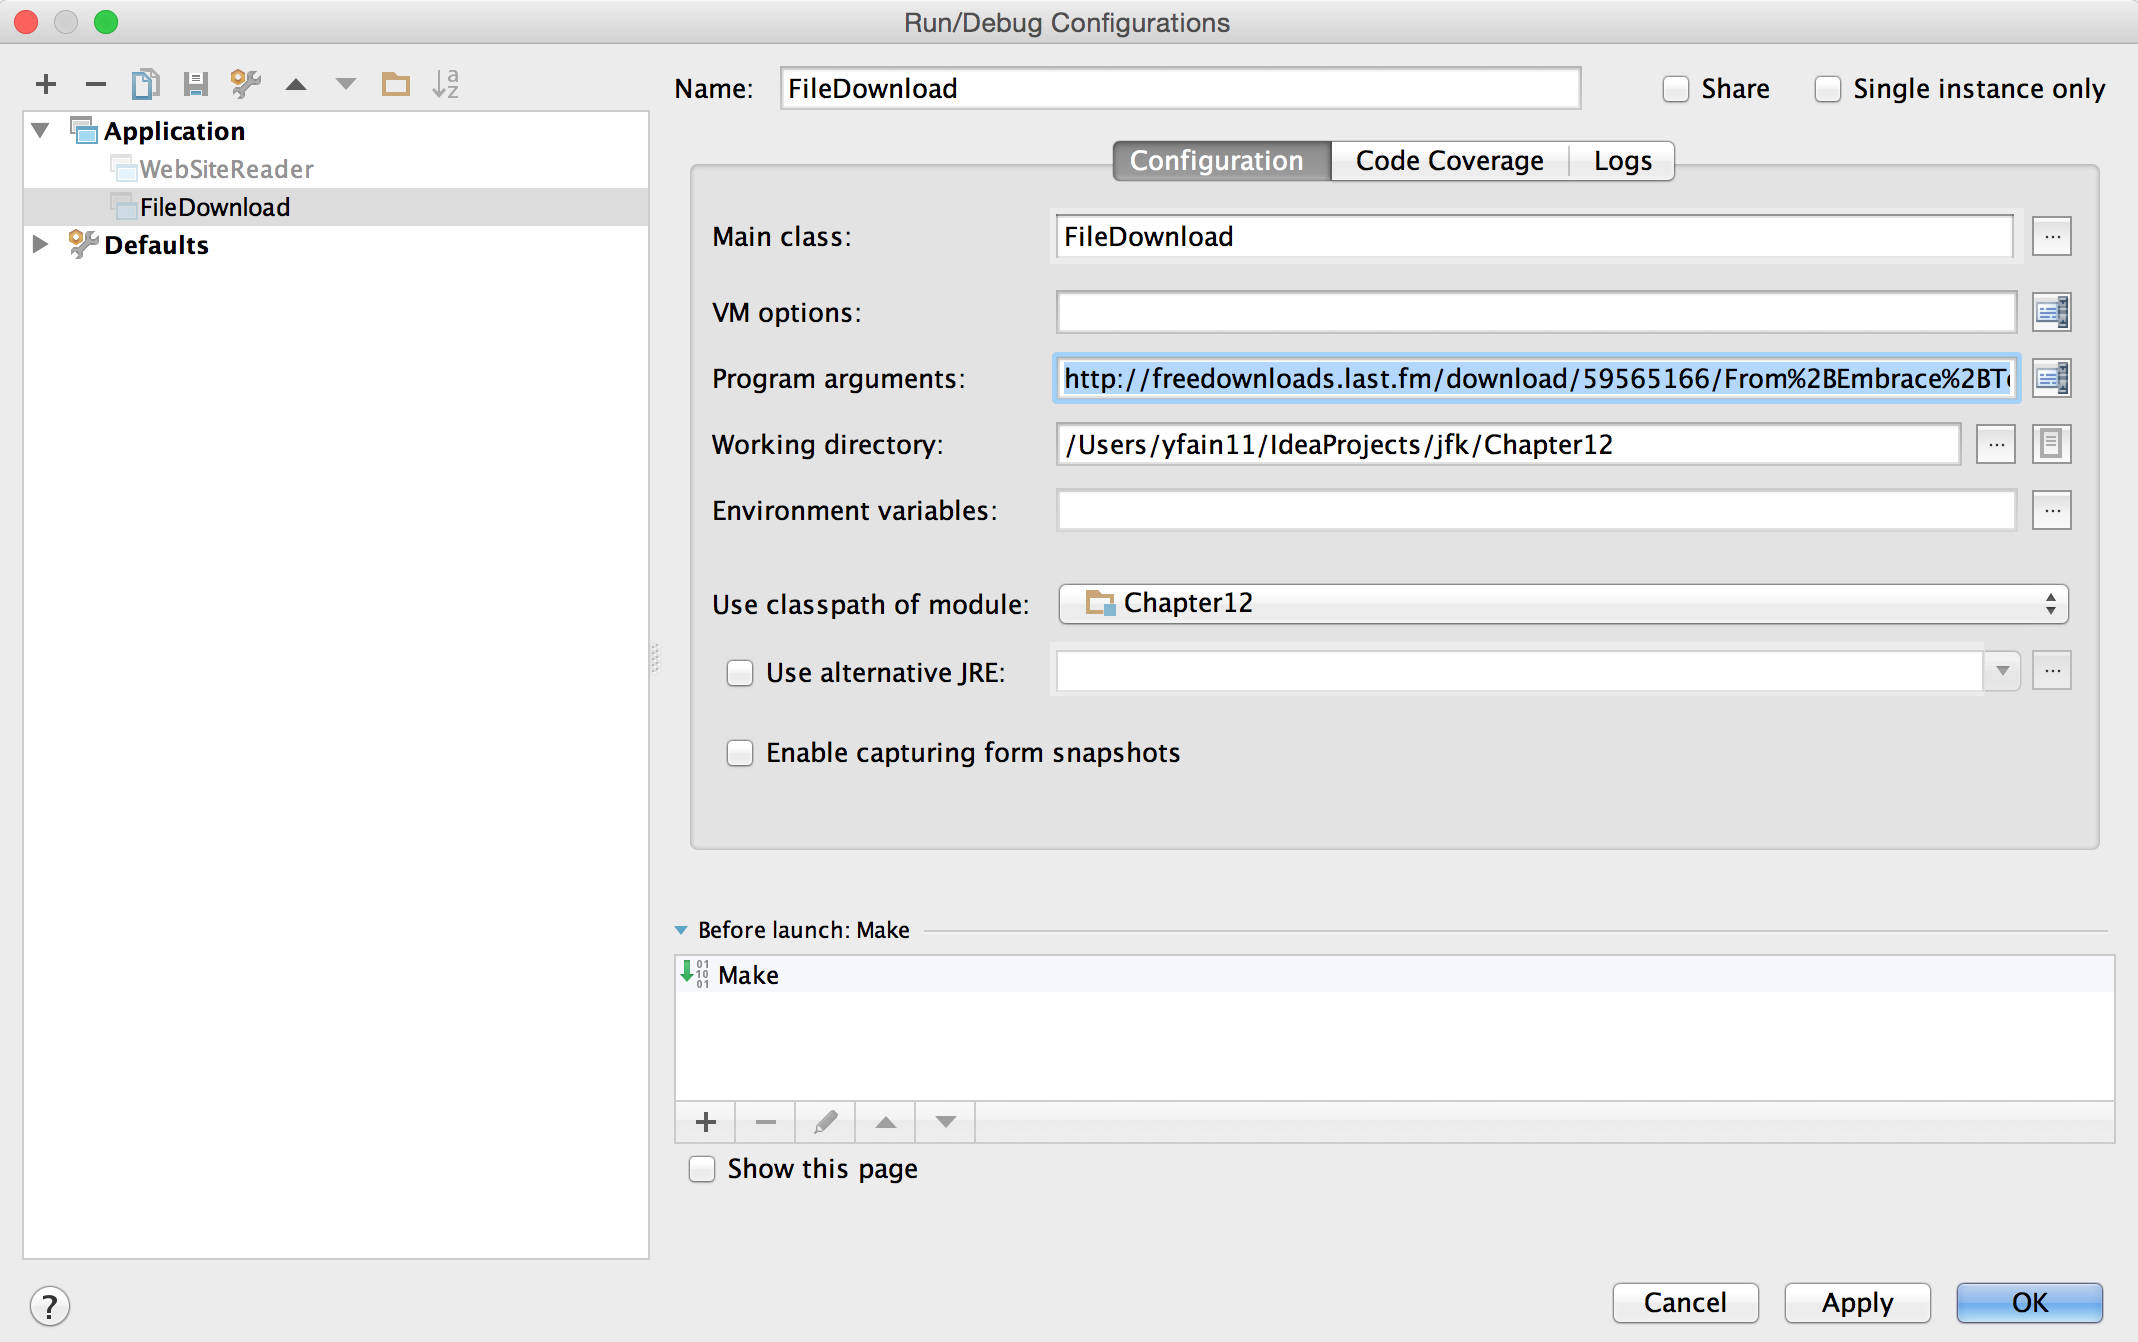 Run/Debug Configurations
Name: FileDownload Share Single instance only
Application
WebSiteReader
FileDownload
Defaults
Configuration Code Coverage Logs
Main class: FileDownload ...
VM options:
Program arguments: http://freedownloads.last.fm/download/59565166/From%2BEmbrace%2BT
Working directory: /Users/yfain11/IdeaProjects/jfk/Chapter12 ...
Environment variables: ...
Use classpath of module: Chapter12
Use alternative JRE: ...
Enable capturing form snapshots
Before launch: Make
Make
Show this page
? Cancel Apply OK